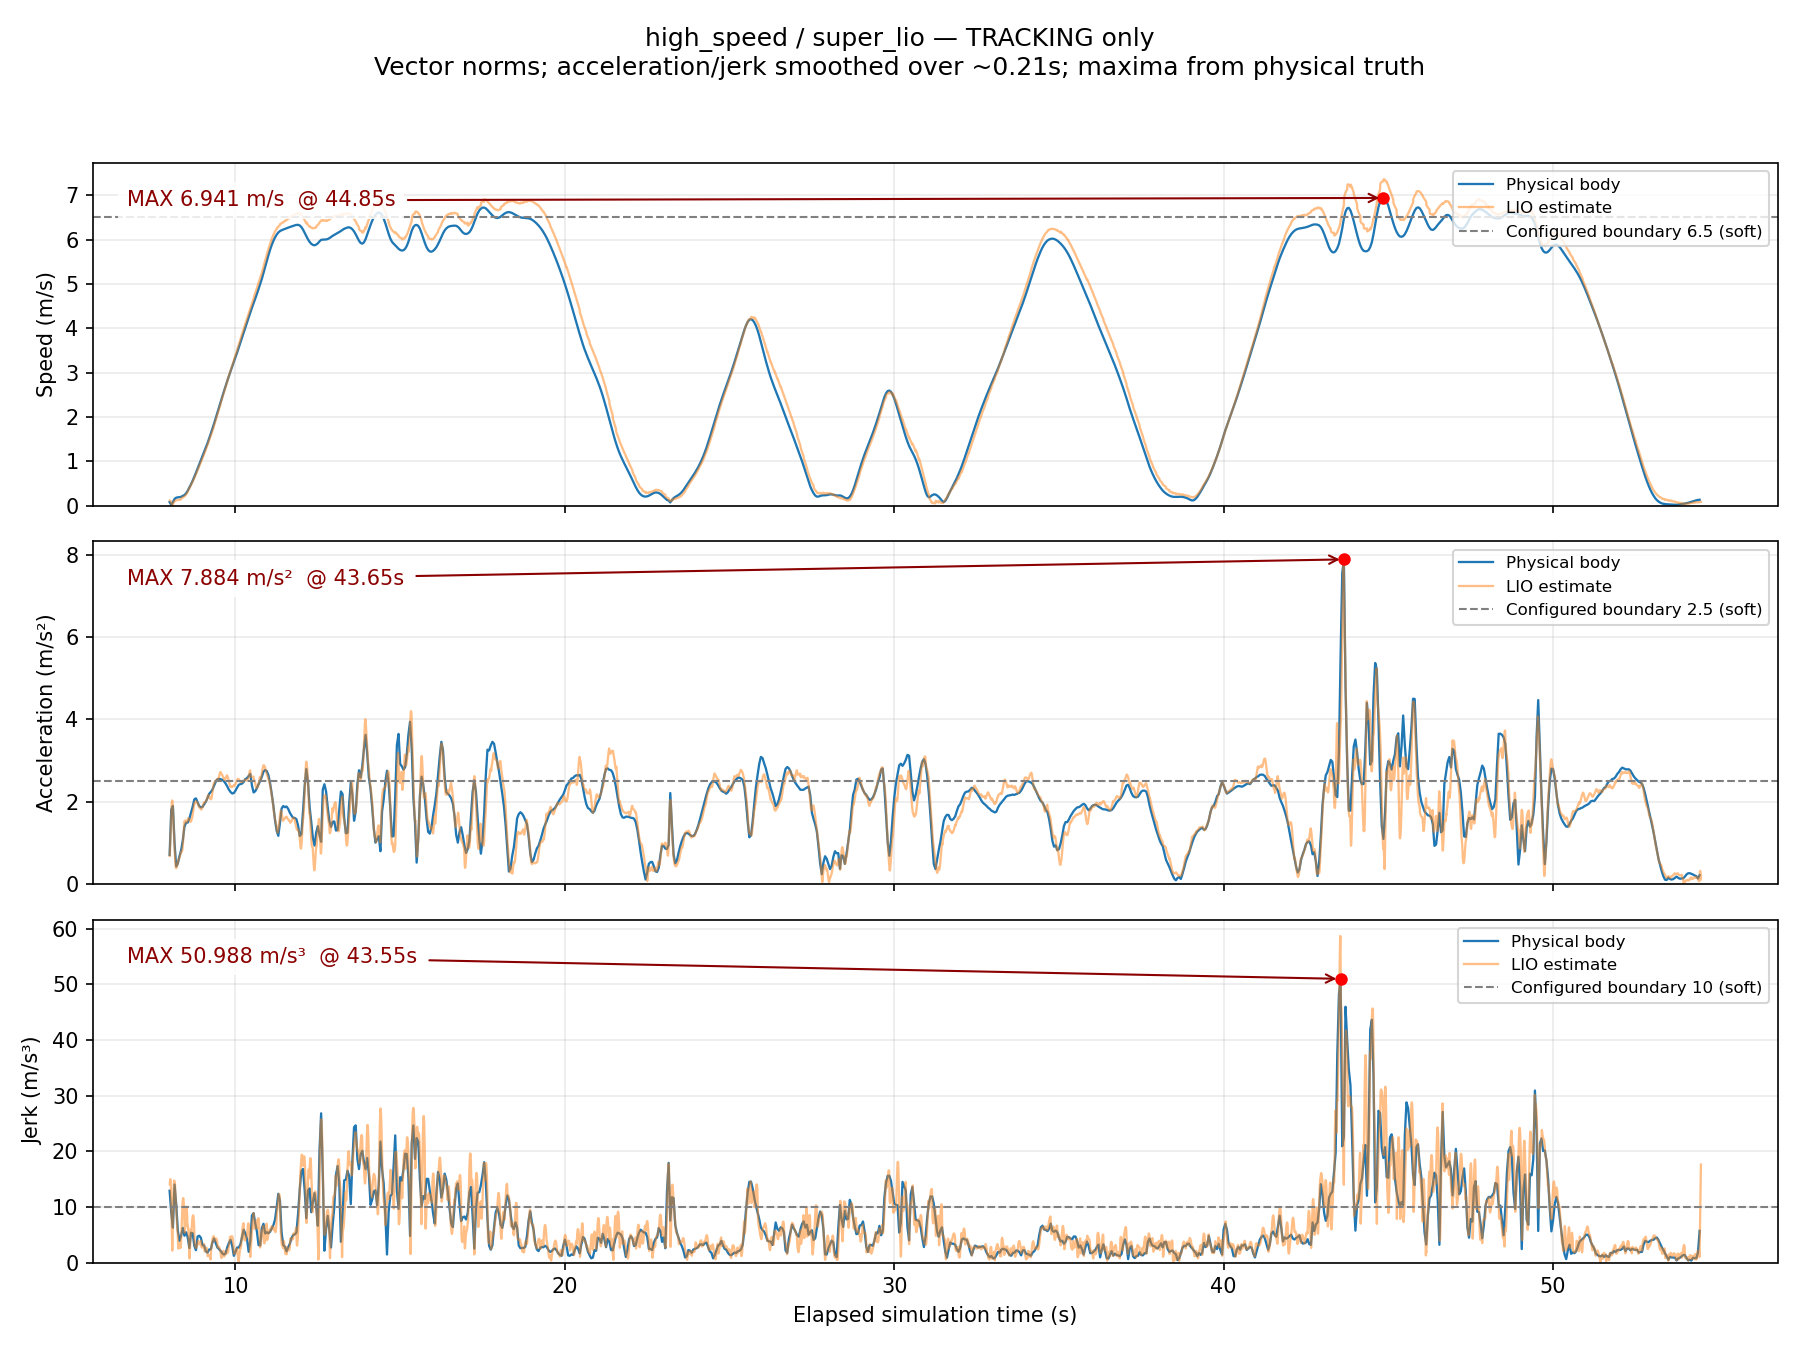 high_speed / super_lio — TRACKING only
Vector norms; acceleration/jerk smoothed over ~0.21s; maxima from physical truth
7
6
5
4
3
2
1
0
Speed (m/s)
MAX 6.941 m/s @ 44.85s
Physical body
LIO estimate
Configured boundary 6.5 (soft)
8
6
4
2
0
Acceleration (m/s²)
MAX 7.884 m/s² @ 43.65s
Physical body
LIO estimate
Configured boundary 2.5 (soft)
60
50
40
30
20
10
0
Jerk (m/s³)
MAX 50.988 m/s³ @ 43.55s
Physical body
LIO estimate
Configured boundary 10 (soft)
10 20 30 40 50
Elapsed simulation time (s)